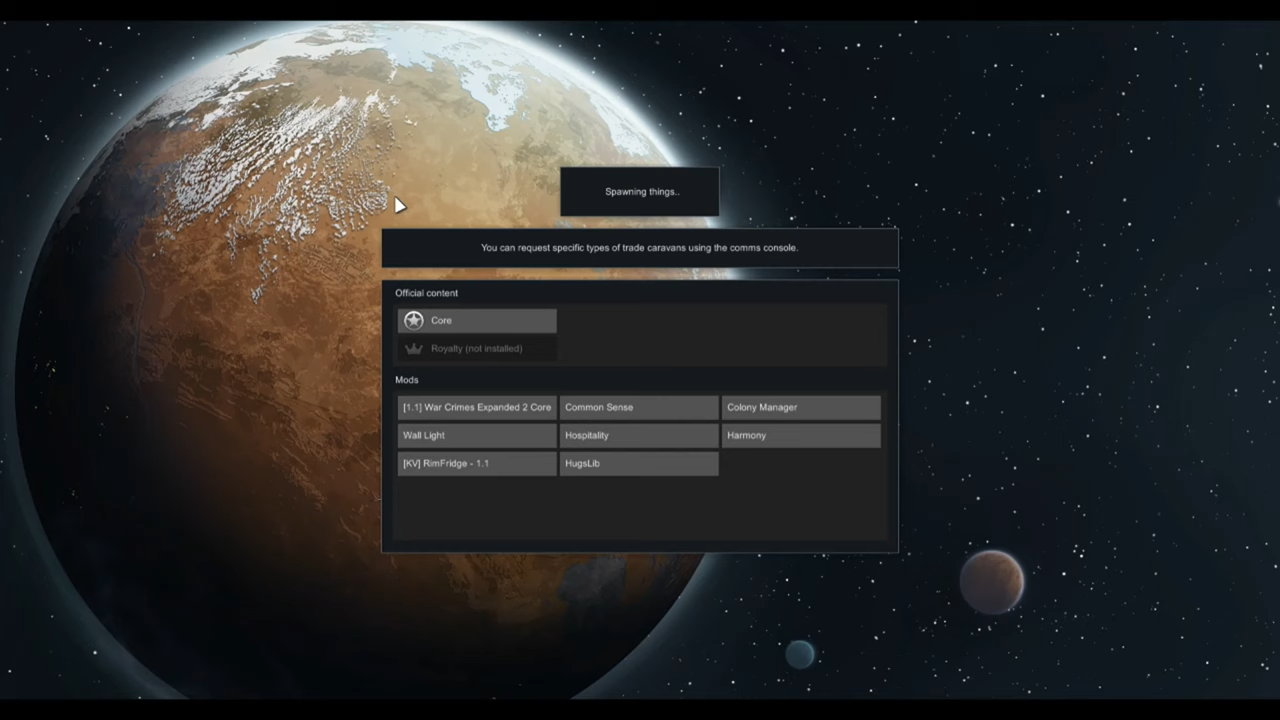 Spawning things..
You can request specific types of trade caravans using the comms console.
Official content
Core
Royalty (not installed)
Mods
[1.1] War Crimes Expanded 2 Core
Common Sense
Colony Manager
Wall Light
Hospitality
Harmony
[KV] RimFridge - 1.1
HugsLib